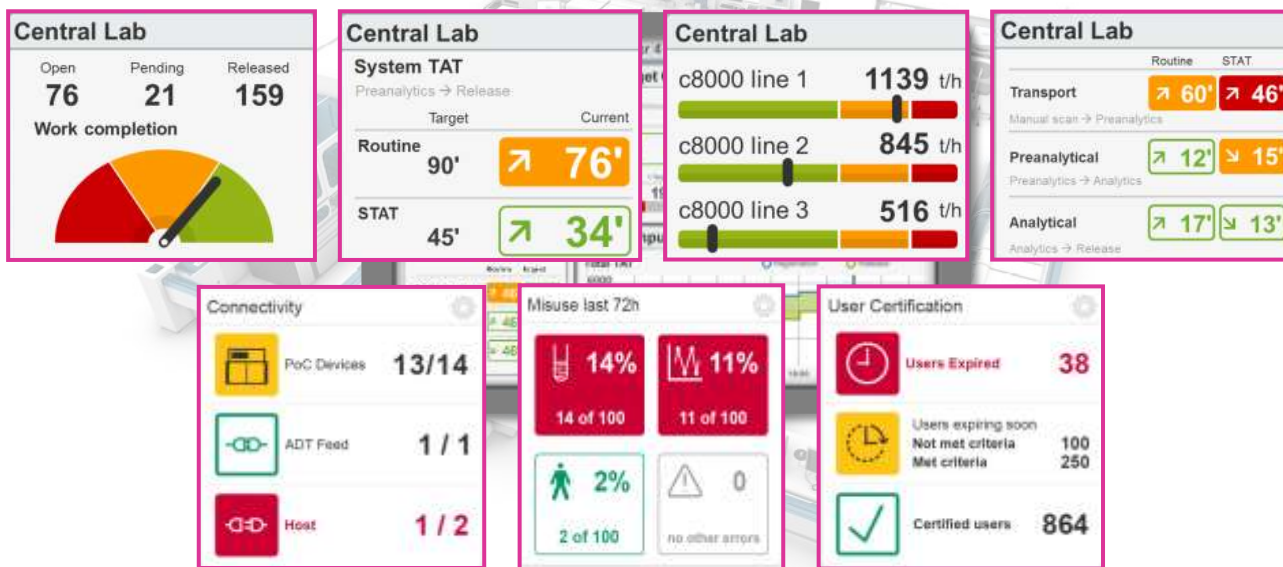 Central Lab
Open Pending Released
76 21 159
Work completion
Central Lab
System TAT
Preanalytics → Release
Target Current
Routine 90' 76'
STAT 45' 34'
Central Lab
c8000 line 1 1139 t/h
c8000 line 2 845 t/h
c8000 line 3 516 t/h
Central Lab
Routine STAT
Transport 60' 46'
Manual scan → Preanalytics
Preanalytical 12' 15'
Preanalytics → Analytics
Analytical 17' 13'
Analytics → Release
Total TAT
Connectivity
PoC Devices 13/14
ADT Feed 1 / 1
Host 1 / 2
Misuse last 72h
14% 11%
14 of 100 11 of 100
2% 0
2 of 100 no other errors
User Certification
Users Expired 38
Users expiring soon
Not met criteria 100
Met criteria 250
Certified users 864